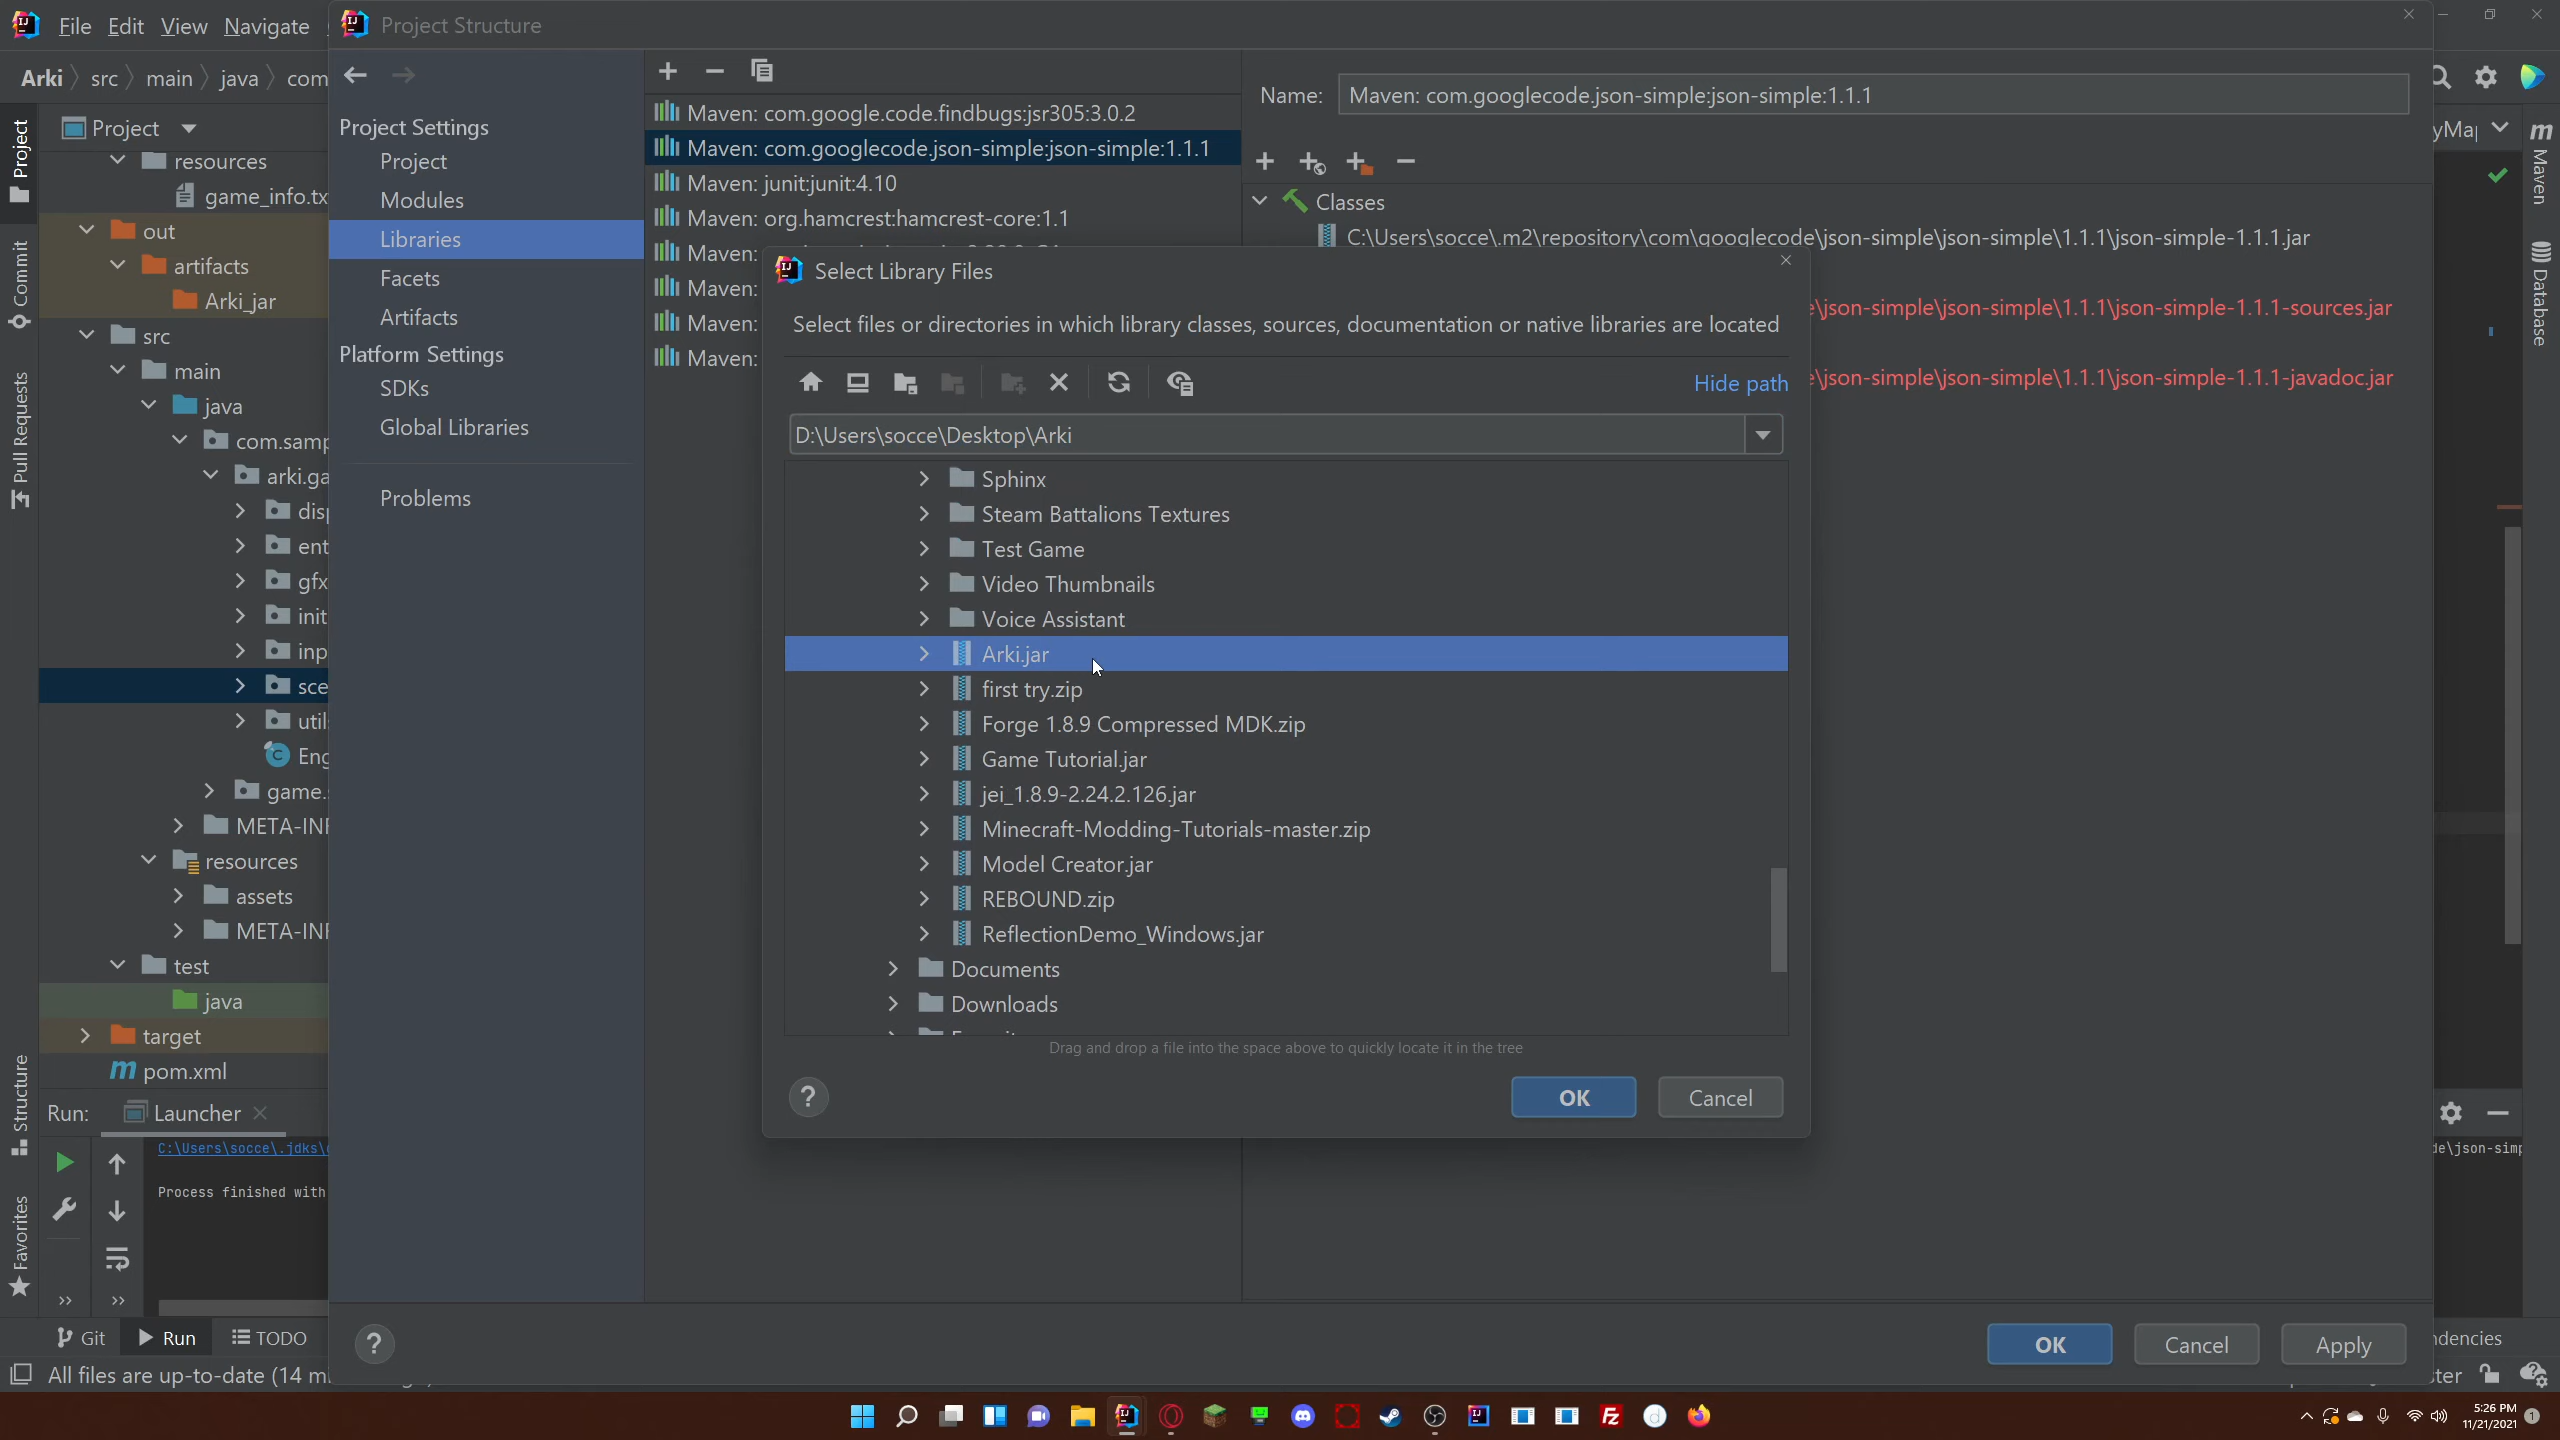 File Edit View Navigate
Project Structure
Arki src main java com
Project
resources
game_info.tx
out
artifacts
Arki_jar
src
main
java
com.samp
arki.ga
disp
ent
gfx
init
inp
sce
util
Eng
game.
META-INF
resources
assets
META-INF
test
java
target
pom.xml
Project
Commit
Pull Requests
Structure
Favorites
Project Settings
Project
Modules
Libraries
Facets
Artifacts
Platform Settings
SDKs
Global Libraries
Problems
Maven: com.google.code.findbugs:jsr305:3.0.2
Maven: com.googlecode.json-simple:json-simple:1.1.1
Maven: junit:junit:4.10
Maven: org.hamcrest:hamcrest-core:1.1
Maven:
Maven:
Maven:
Maven:
Name: Maven: com.googlecode.json-simple:json-simple:1.1.1
Classes
C:\Users\socce\.m2\repository\com\googlecode\json-simple\json-simple\1.1.1\json-simple-1.1.1.jar
e\json-simple\json-simple\1.1.1\json-simple-1.1.1-sources.jar
e\json-simple\json-simple\1.1.1\json-simple-1.1.1-javadoc.jar
Select Library Files
Select files or directories in which library classes, sources, documentation or native libraries are located
Hide path
D:\Users\socce\Desktop\Arki
Sphinx
Steam Battalions Textures
Test Game
Video Thumbnails
Voice Assistant
Arki.jar
first try.zip
Forge 1.8.9 Compressed MDK.zip
Game Tutorial.jar
jei_1.8.9-2.24.2.126.jar
Minecraft-Modding-Tutorials-master.zip
Model Creator.jar
REBOUND.zip
ReflectionDemo_Windows.jar
Documents
Downloads
Drag and drop a file into the space above to quickly locate it in the tree
? OK Cancel
yMa
Maven
Database
Run: Launcher
C:\Users\socce\.jdks\
Process finished with
de\json-simp
? OK Cancel Apply
Git Run TODO
ndencies
All files are up-to-date (14 mi
ter
5:26 PM
11/21/2021
1